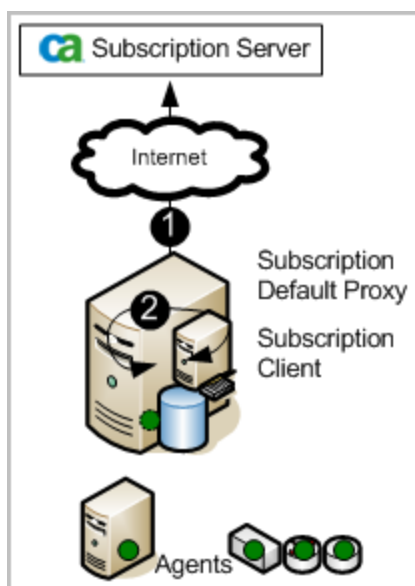 ca Subscription Server
Internet
1
Subscription
Default Proxy
2
Subscription
Client
Agents